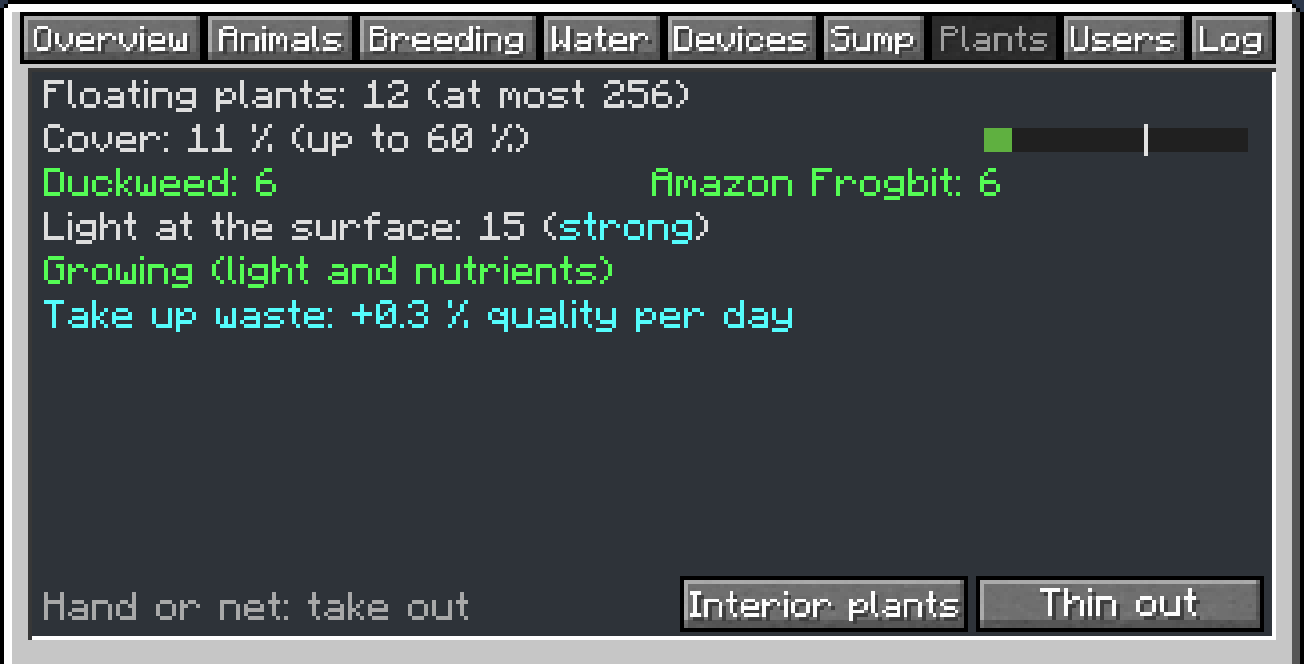 Overview Animals Breeding Water Devices Sump Plants Users Log
Floating plants: 12 (at most 256)
Cover: 11 % (up to 60 %)
Duckweed: 6 Amazon Frogbit: 6
Light at the surface: 15 (strong)
Growing (light and nutrients)
Take up waste: +0.3 % quality per day
Hand or net: take out Interior plants Thin out